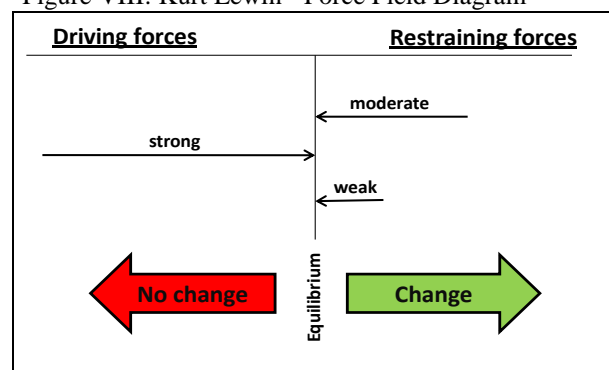 Figure VIII: Kurt Lewin - Force Field Diagram
Driving forces Restraining forces
moderate
strong
weak
No change
Equilibrium
Change